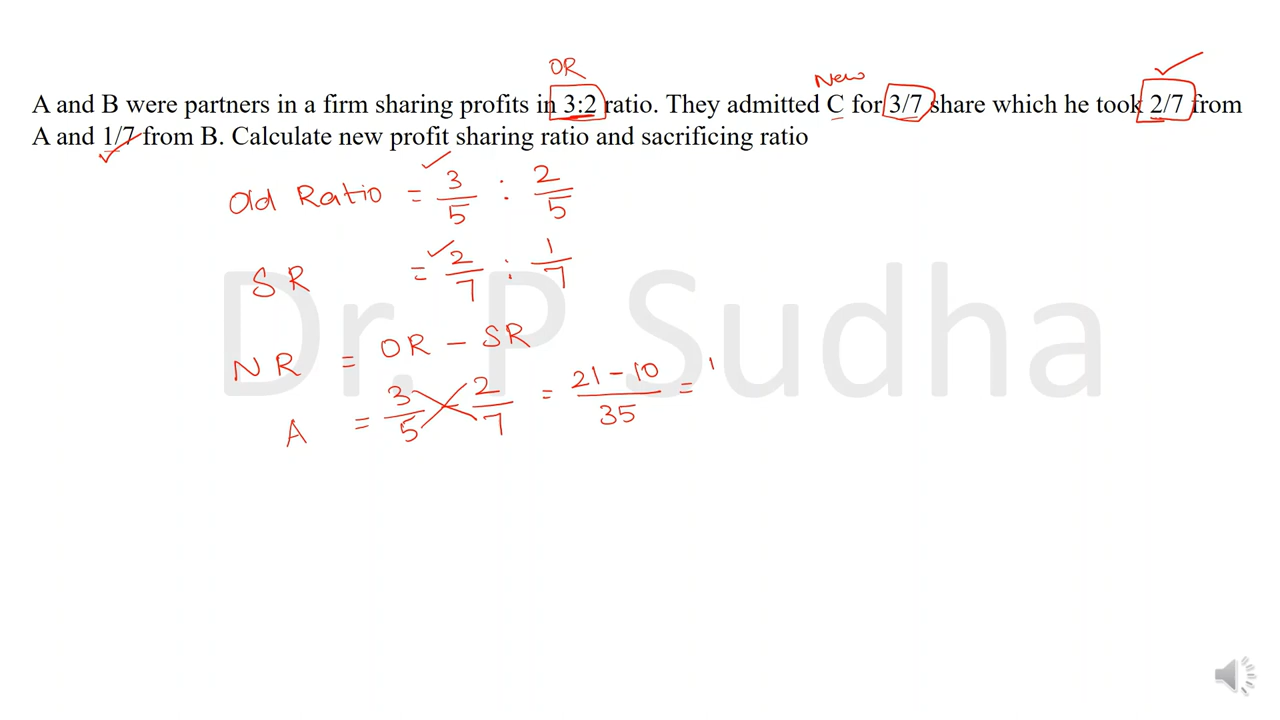 OR
New
A and B were partners in a firm sharing profits in 3:2 ratio. They admitted C for 3/7 share which he took 2/7 from
A and 1/7 from B. Calculate new profit sharing ratio and sacrificing ratio
Old Ratio = 3/5 : 2/5
SR = 2/7 : 1/7
Dr. P Sudha
NR = OR - SR
A = 3/5 - 2/7 = 21-10/35 = 1